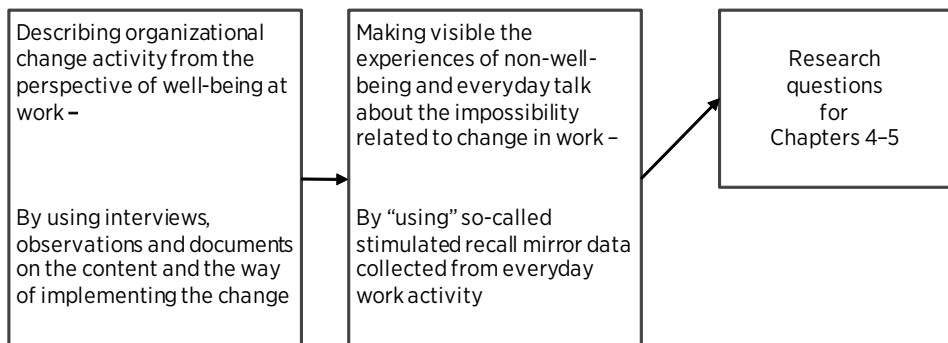 Describing organizational
change activity from the
perspective of well-being at
work –
By using interviews,
observations and documents
on the content and the way
of implementing the change
Making visible the
experiences of non-well-
being and everyday talk
about the impossibility
related to change in work –
By “using” so-called
stimulated recall mirror data
collected from everyday
work activity
Research
questions
for
Chapters 4–5